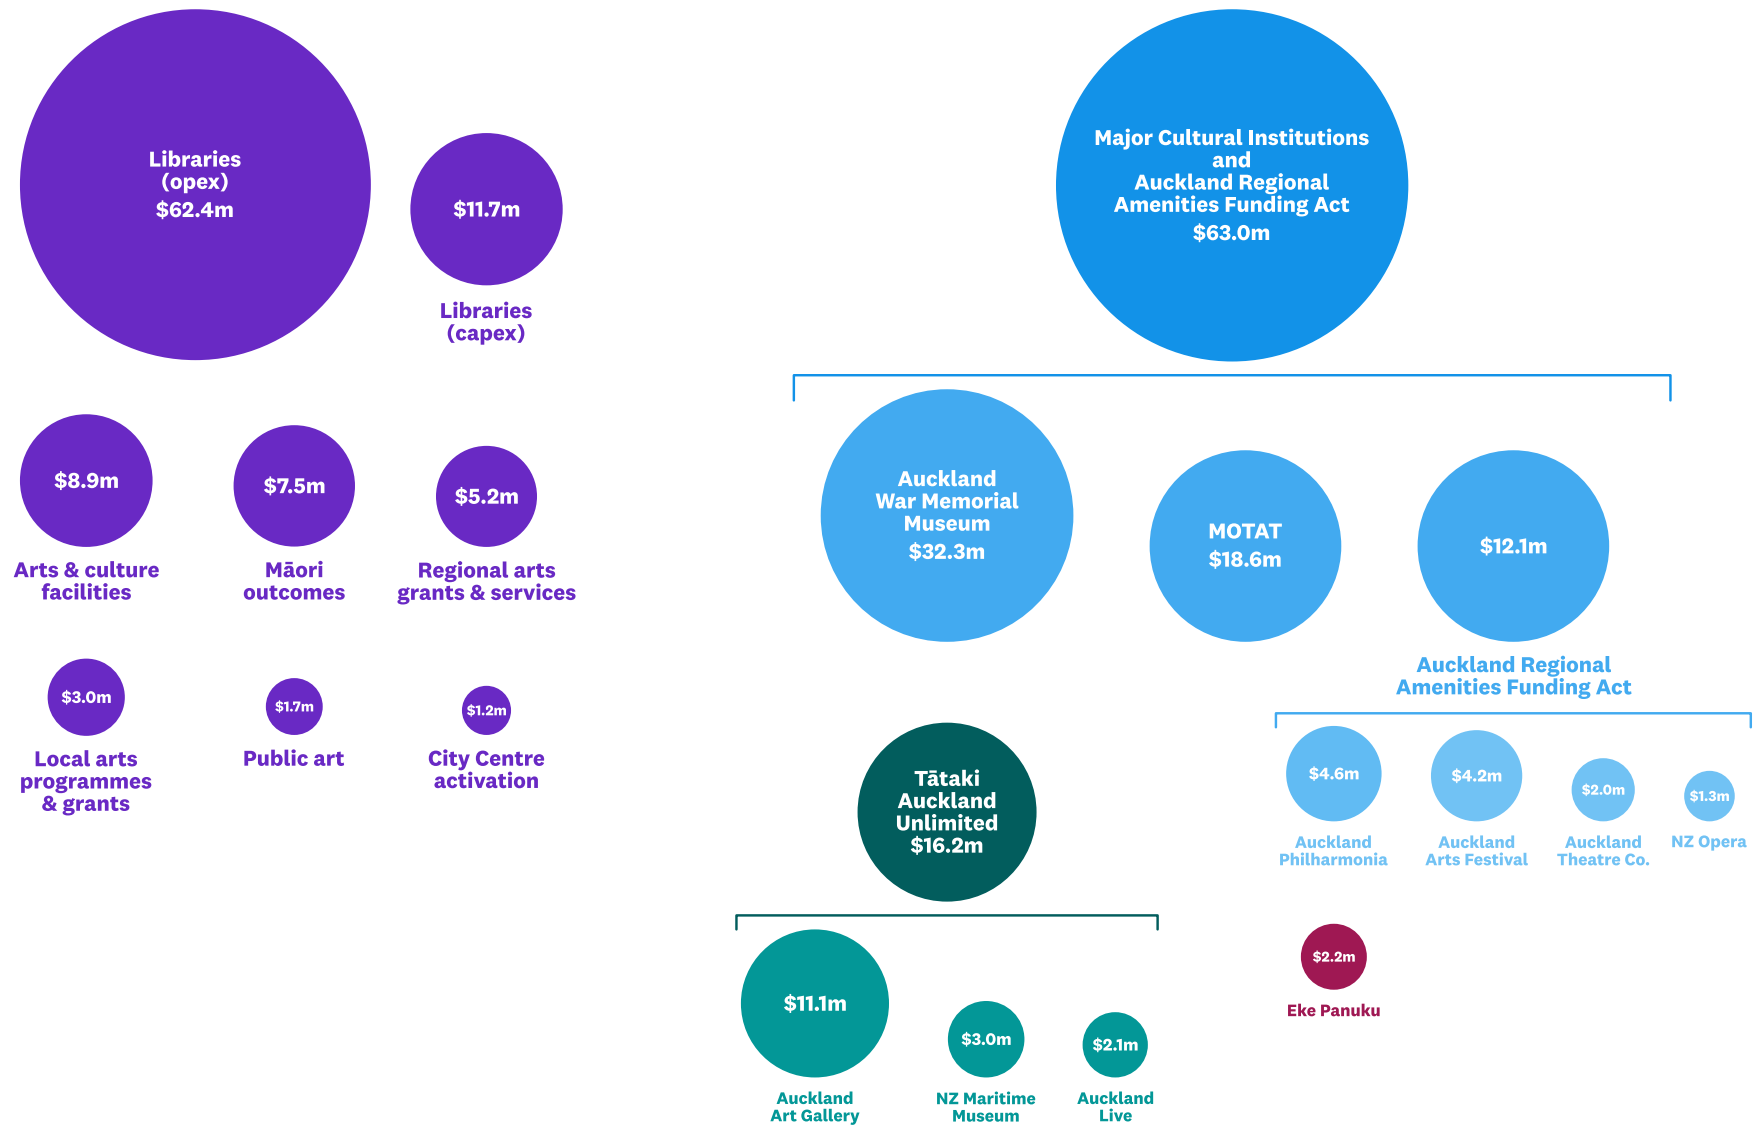 Libraries
(opex)
$62.4m
$11.7m
Libraries
(capex)
$8.9m
Arts & culture
facilities
$7.5m
Māori
outcomes
$5.2m
Regional arts
grants & services
$3.0m
Local arts
programmes
& grants
$1.7m
Public art
$1.2m
City Centre
activation
Major Cultural Institutions
and
Auckland Regional
Amenities Funding Act
$63.0m
Auckland
War Memorial
Museum
$32.3m
MOTAT
$18.6m
$12.1m
Auckland Regional
Amenities Funding Act
$4.6m
Auckland
Philharmonia
$4.2m
Auckland
Arts Festival
$2.0m
Auckland
Theatre Co.
$1.3m
NZ Opera
Tātaki
Auckland
Unlimited
$16.2m
$11.1m
Auckland
Art Gallery
$3.0m
NZ Maritime
Museum
$2.1m
Auckland
Live
$2.2m
Eke Panuku